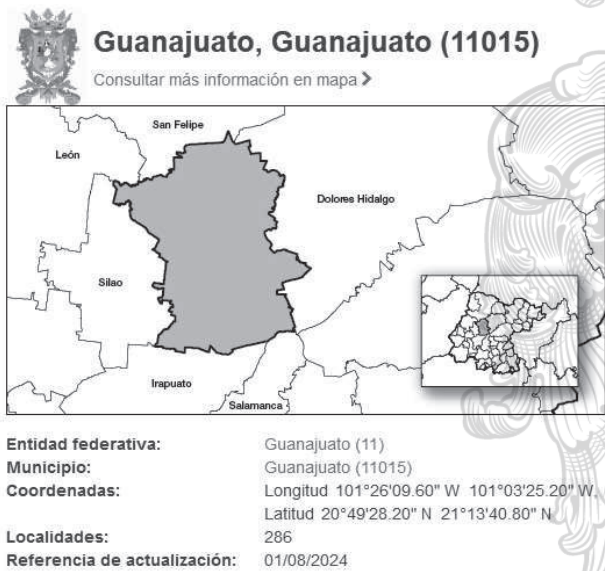 Guanajuato, Guanajuato (11015)
Consultar más información en mapa >
San Felipe
León
Dolores Hidalgo
Silao
Irapuato
Salamanca
Entidad federativa: Guanajuato (11)
Municipio: Guanajuato (11015)
Coordenadas: Longitud 101°26'09.60" W 101°03'25.20" W,
Latitud 20°49'28.20" N 21°13'40.80" N
Localidades: 286
Referencia de actualización: 01/08/2024